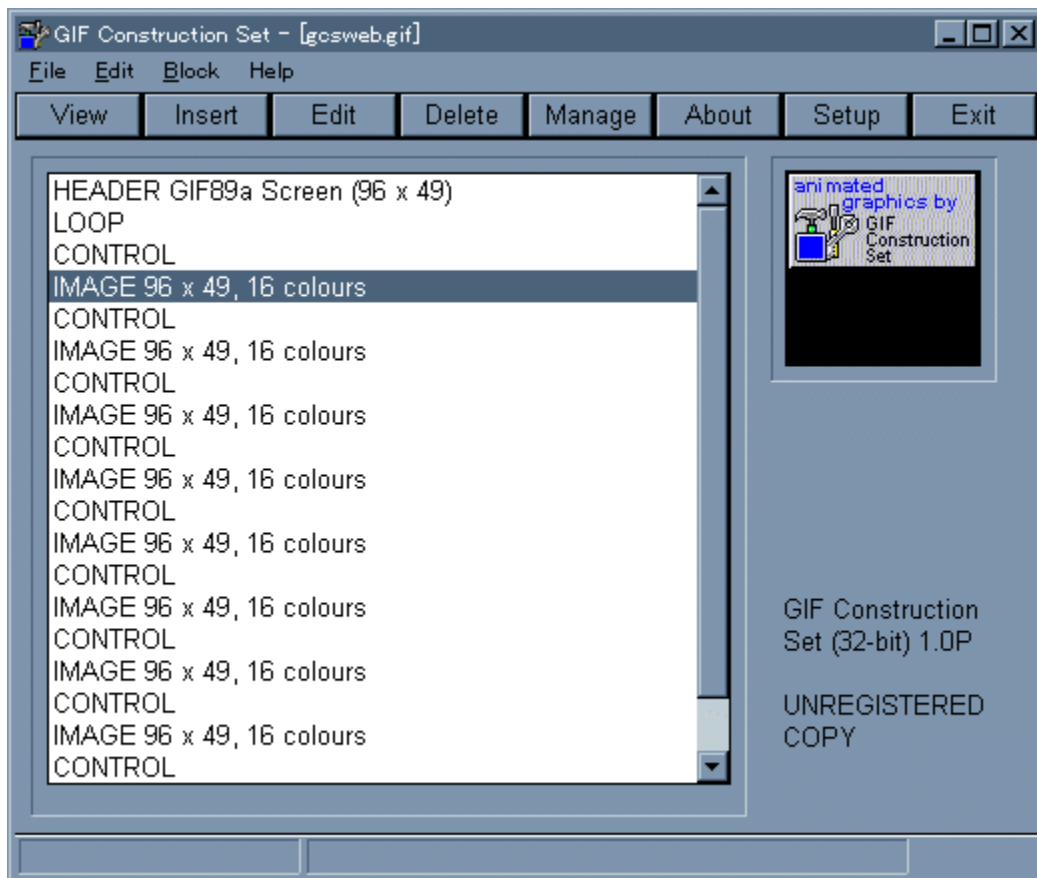 GIF Construction Set - [gcsweb.gif]
File Edit Block Help
View Insert Edit Delete Manage About Setup Exit
HEADER GIF89a Screen (96 x 49)
LOOP
CONTROL
IMAGE 96 x 49, 16 colours
CONTROL
IMAGE 96 x 49, 16 colours
CONTROL
IMAGE 96 x 49, 16 colours
CONTROL
IMAGE 96 x 49, 16 colours
CONTROL
IMAGE 96 x 49, 16 colours
CONTROL
IMAGE 96 x 49, 16 colours
CONTROL
IMAGE 96 x 49, 16 colours
CONTROL
IMAGE 96 x 49, 16 colours
CONTROL
animated
graphics by
GIF
Construction
Set
GIF Construction
Set (32-bit) 1.0P
UNREGISTERED
COPY